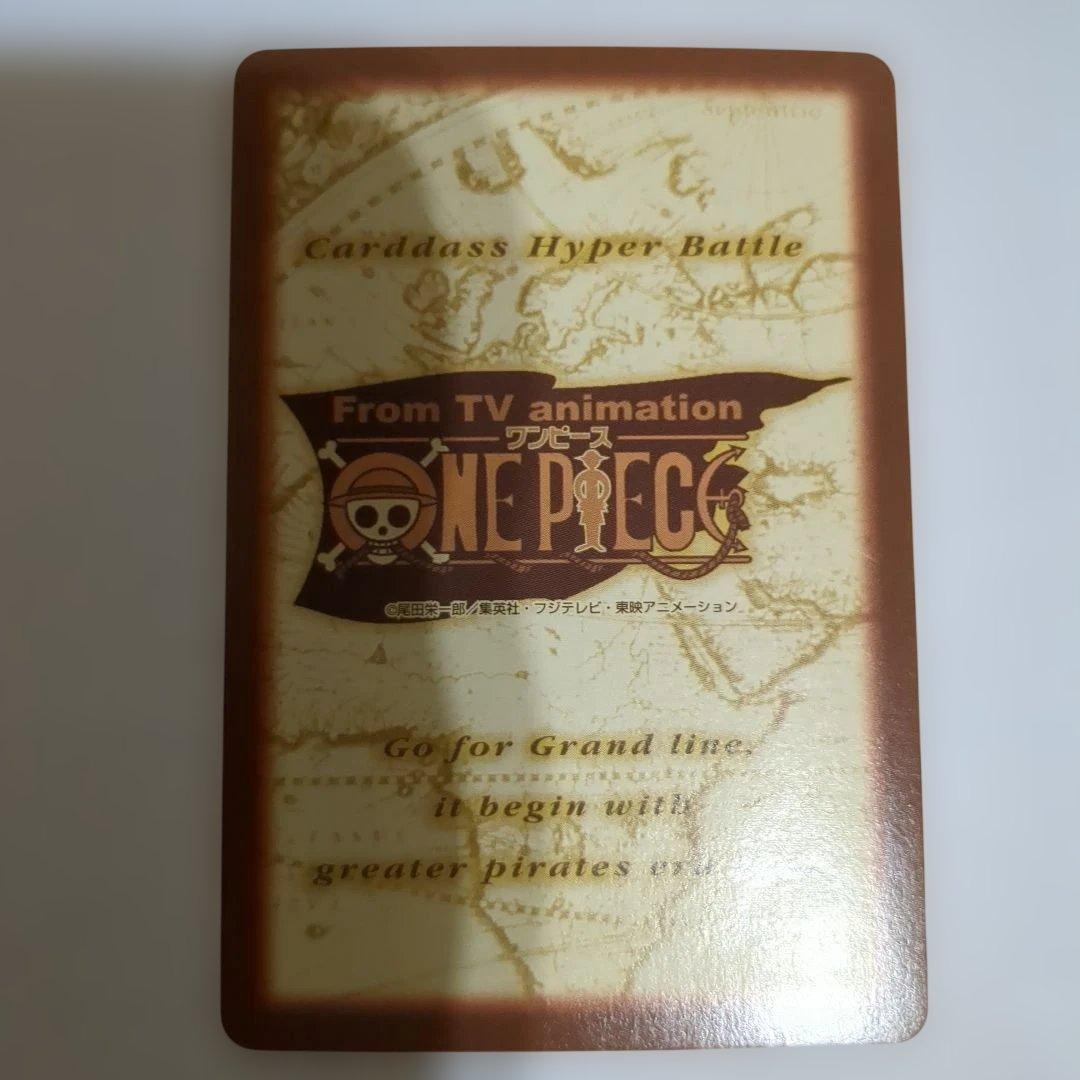 Carddass Hyper Battle
From TV animation
ワンピース
ONE PIECE
©尾田栄一郎／集英社・フジテレビ・東映アニメーション
Go for Grand line,
it begin with
greater pirates era